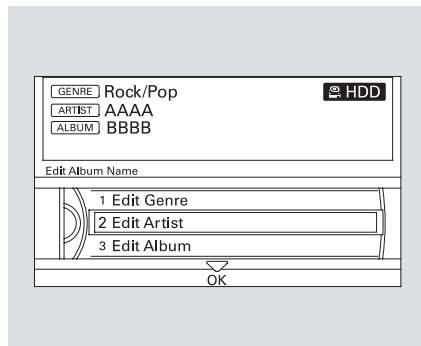 GENRE Rock/Pop HDD
ARTIST AAAA
ALBUM BBBB
Edit Album Name
1 Edit Genre
2 Edit Artist
3 Edit Album
OK